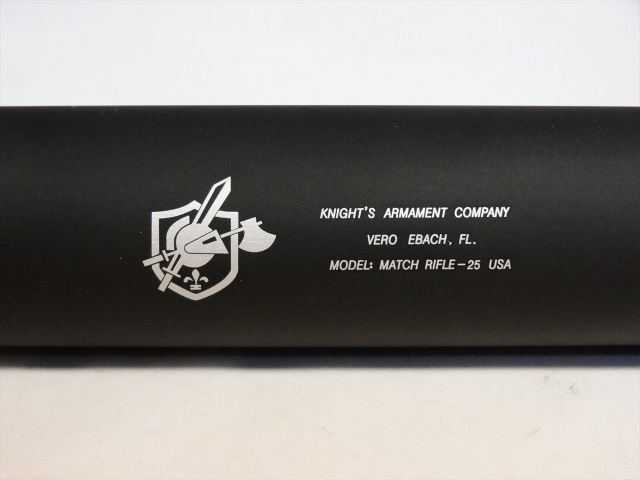 KNIGHT'S ARMAMENT COMPANY
VERO EBACH, FL.
MODEL: MATCH RIFLE-25 USA